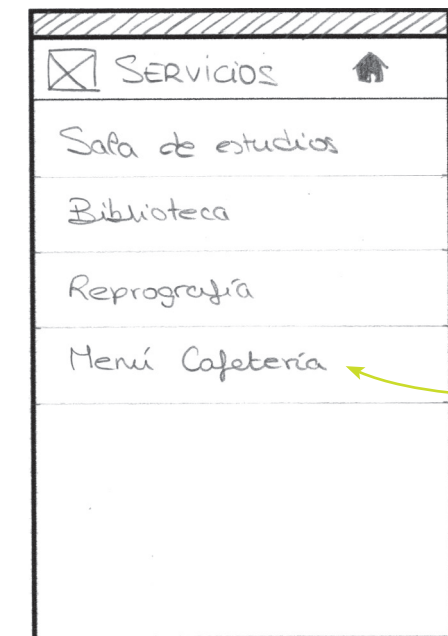 SERVICIOS
Sala de estudios
Biblioteca
Reprografía
Menú Cafetería